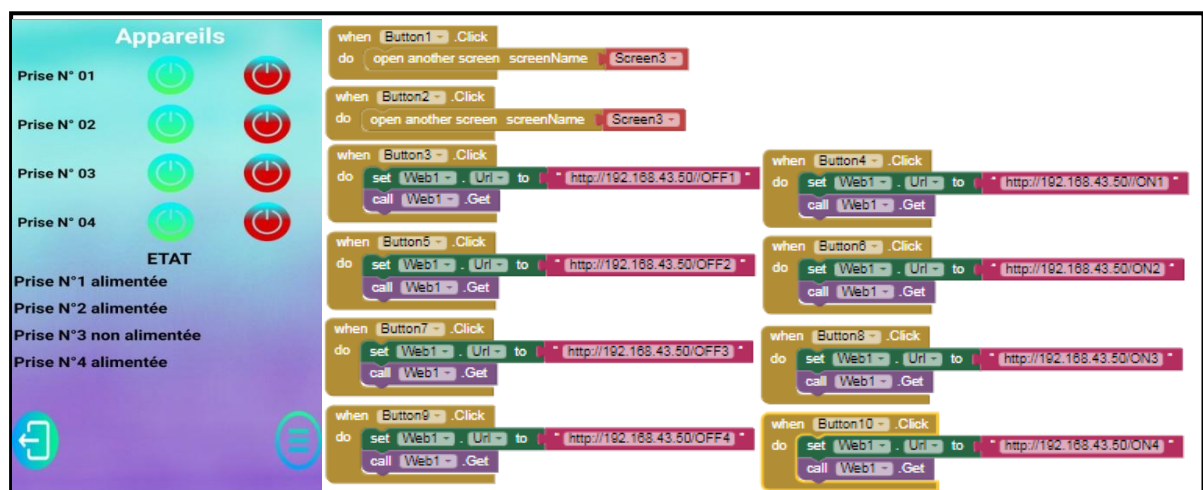 Appareils
Prise N° 01
Prise N° 02
Prise N° 03
Prise N° 04
ETAT
Prise N°1 alimentée
Prise N°2 alimentée
Prise N°3 non alimentée
Prise N°4 alimentée
when Button1 .Click
do open another screen screenName Screen3
when Button2 .Click
do open another screen screenName Screen3
when Button3 .Click
do set Web1 . Url to " http://192.168.43.50//OFF1 "
call Web1 .Get
when Button4 .Click
do set Web1 . Url to " http://192.168.43.50//ON1 "
call Web1 .Get
when Button5 .Click
do set Web1 . Url to " http://192.168.43.50/OFF2 "
call Web1 .Get
when Button6 .Click
do set Web1 . Url to " http://192.168.43.50/ON2 "
call Web1 .Get
when Button7 .Click
do set Web1 . Url to " http://192.168.43.50/OFF3 "
call Web1 .Get
when Button8 .Click
do set Web1 . Url to " http://192.168.43.50/ON3 "
call Web1 .Get
when Button9 .Click
do set Web1 . Url to " http://192.168.43.50/OFF4 "
call Web1 .Get
when Button10 .Click
do set Web1 . Url to " http://192.168.43.50/ON4 "
call Web1 .Get